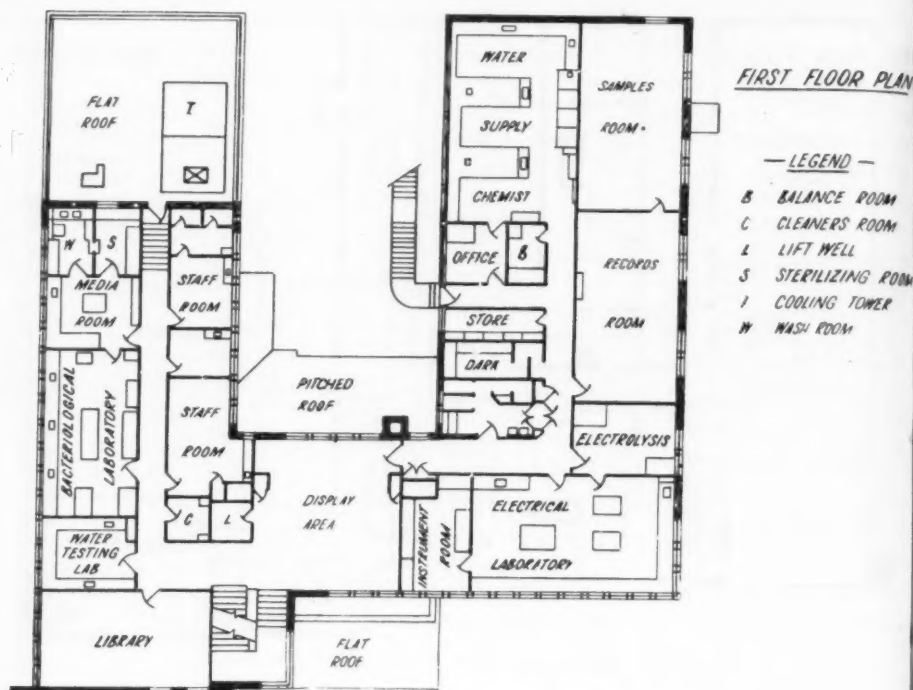 FIRST FLOOR PLAN
— LEGEND —
B BALANCE ROOM
C CLEANERS ROOM
L LIFT WELL
S STERILIZING ROOM
T COOLING TOWER
W WASH ROOM
FLAT
ROOF
T
W
S
MEDIA
ROOM
STAFF
ROOM
BACTERIOLOGICAL
LABORATORY
STAFF
ROOM
C
L
WATER
TESTING
LAB
LIBRARY
PITCHED
ROOF
DISPLAY
AREA
FLAT
ROOF
WATER
SUPPLY
CHEMIST
SAMPLES
ROOM
OFFICE
B
RECORDS
ROOM
STORE
DARK
ELECTROLYSIS
INSTRUMENT
ROOM
ELECTRICAL
LABORATORY